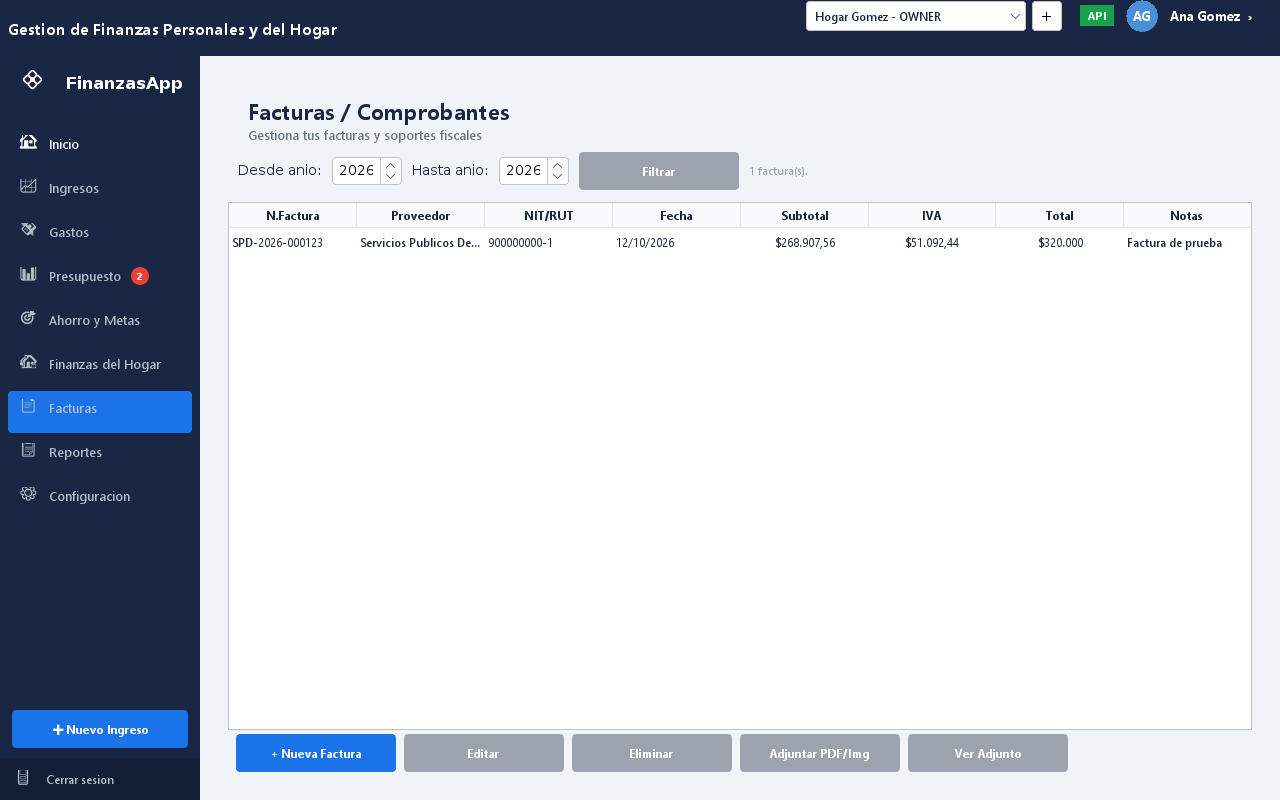 Gestion de Finanzas Personales y del Hogar
Hogar Gomez - OWNER
+
API
AG
Ana Gomez ›
FinanzasApp
Inicio
Ingresos
Gastos
Presupuesto 2
Ahorro y Metas
Finanzas del Hogar
Facturas
Reportes
Configuracion
+ Nuevo Ingreso
Cerrar sesion
Facturas / Comprobantes
Gestiona tus facturas y soportes fiscales
Desde anio: 2026 Hasta anio: 2026 Filtrar 1 factura(s).
N.Factura Proveedor NIT/RUT Fecha Subtotal IVA Total Notas
SPD-2026-000123 Servicios Publicos De... 900000000-1 12/10/2026 $268.907,56 $51.092,44 $320.000 Factura de prueba
+ Nueva Factura Editar Eliminar Adjuntar PDF/Img Ver Adjunto